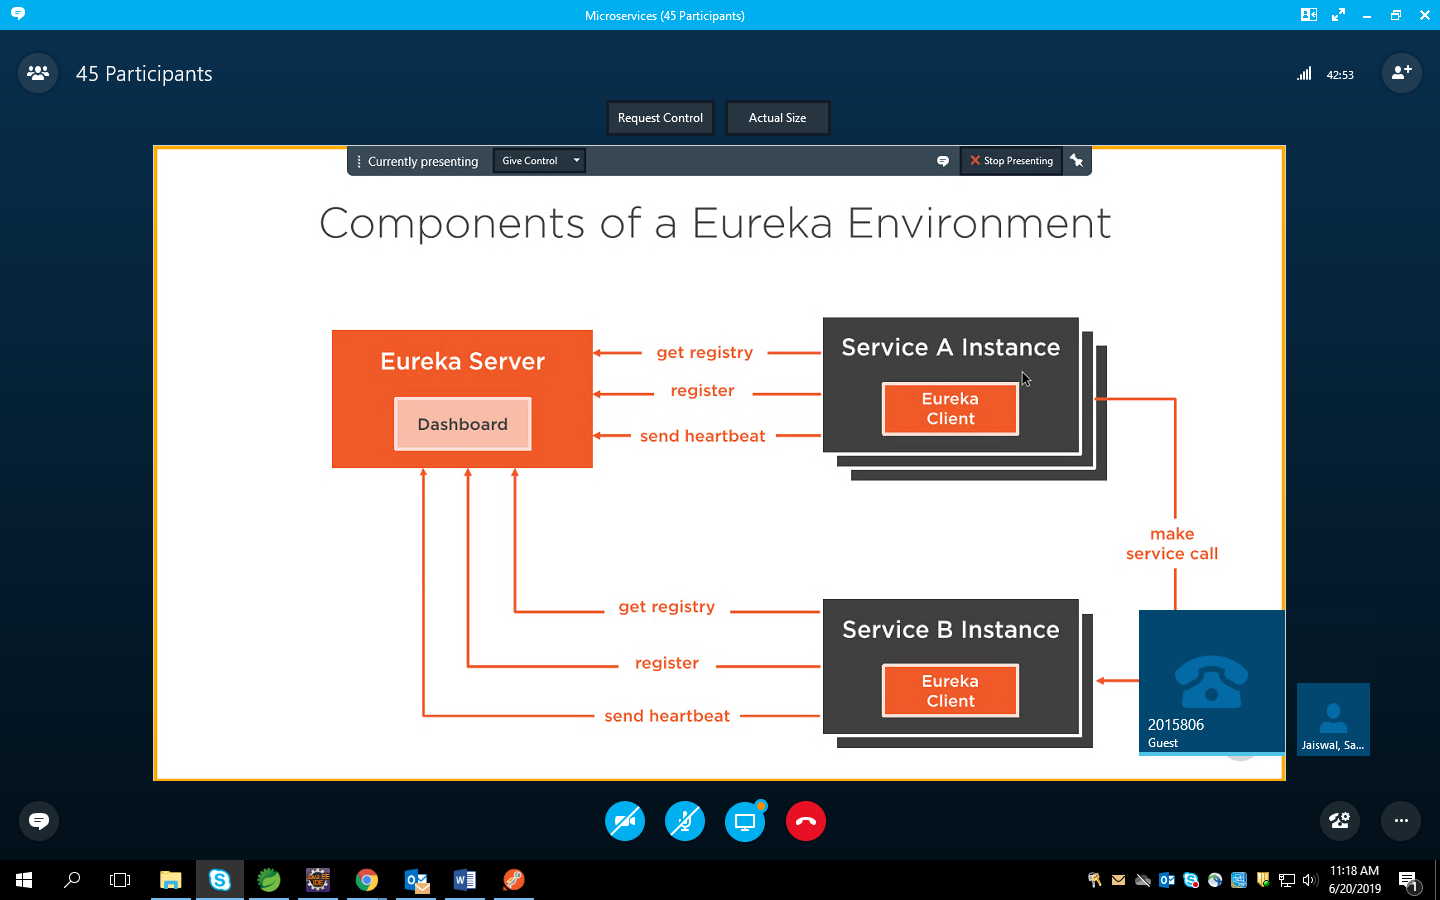 Microservices (45 Participants)
45 Participants
42:53
Request Control
Actual Size
Currently presenting
Give Control
Stop Presenting
Components of a Eureka Environment
Eureka Server
Dashboard
get registry
register
send heartbeat
Service A Instance
Eureka
Client
make
service call
get registry
register
send heartbeat
Service B Instance
Eureka
Client
2015806
Guest
Jaiswal, Sa...
11:18 AM
6/20/2019
1